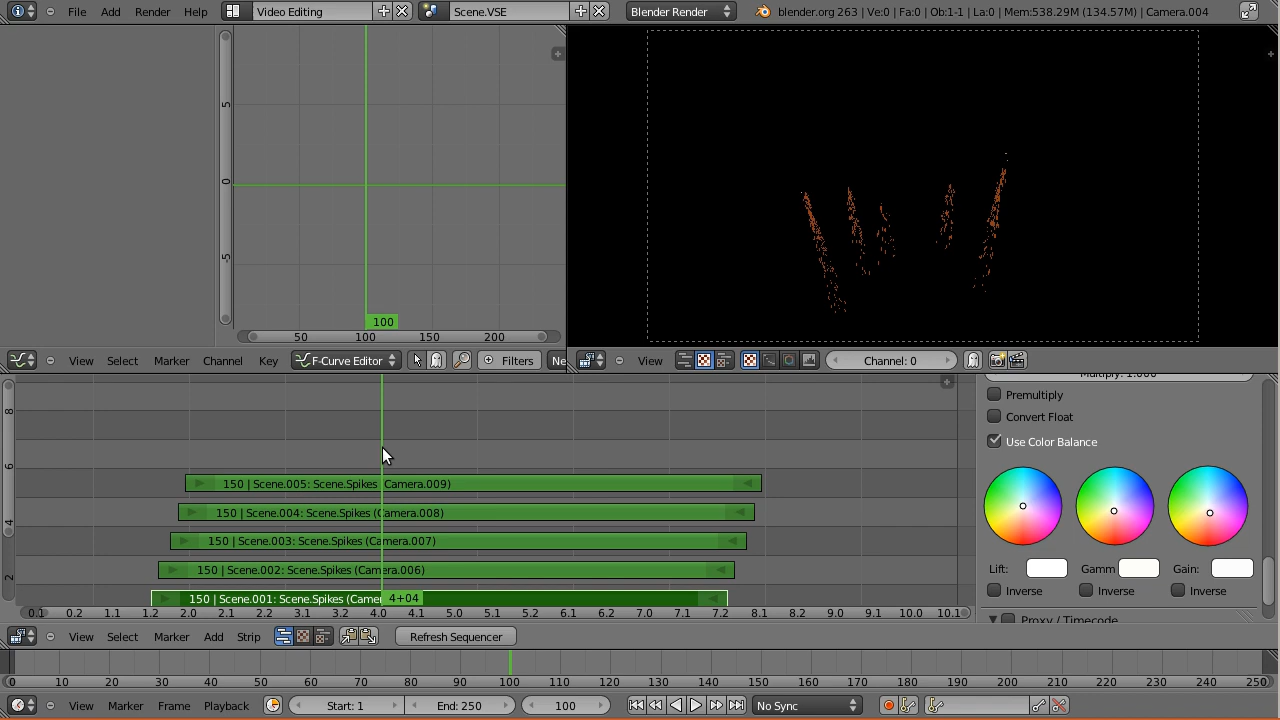 File Add Render Help Video Editing Scene.VSE Blender Render blender.org 263 | Ve:0 | Fa:0 | Ob:1-1 | La:0 | Mem:538.29M (134.57M) | Camera.004
5
0
-5
100
50 100 150 200
View Select Marker Channel Key F-Curve Editor Filters Ne View Channel: 0
Multiply: 1.000
Premultiply
Convert Float
Use Color Balance
8
6
4
2
150 | Scene.005: Scene.Spikes (Camera.009)
150 | Scene.004: Scene.Spikes (Camera.008)
150 | Scene.003: Scene.Spikes (Camera.007)
150 | Scene.002: Scene.Spikes (Camera.006)
150 | Scene.001: Scene.Spikes (Came 4+04
Lift: Gamm Gain:
Inverse Inverse Inverse
Proxy / Timecode
0.1 0.2 1.1 1.2 2.0 2.1 3.1 3.2 4.0 4.1 5.0 5.1 6.1 6.2 7.1 7.2 8.1 8.2 9.1 10.0 10.1
View Select Marker Add Strip Refresh Sequencer
0 10 20 30 40 50 60 70 80 90 100 110 120 130 140 150 160 170 180 190 200 210 220 230 240 250
View Marker Frame Playback Start: 1 End: 250 100 No Sync